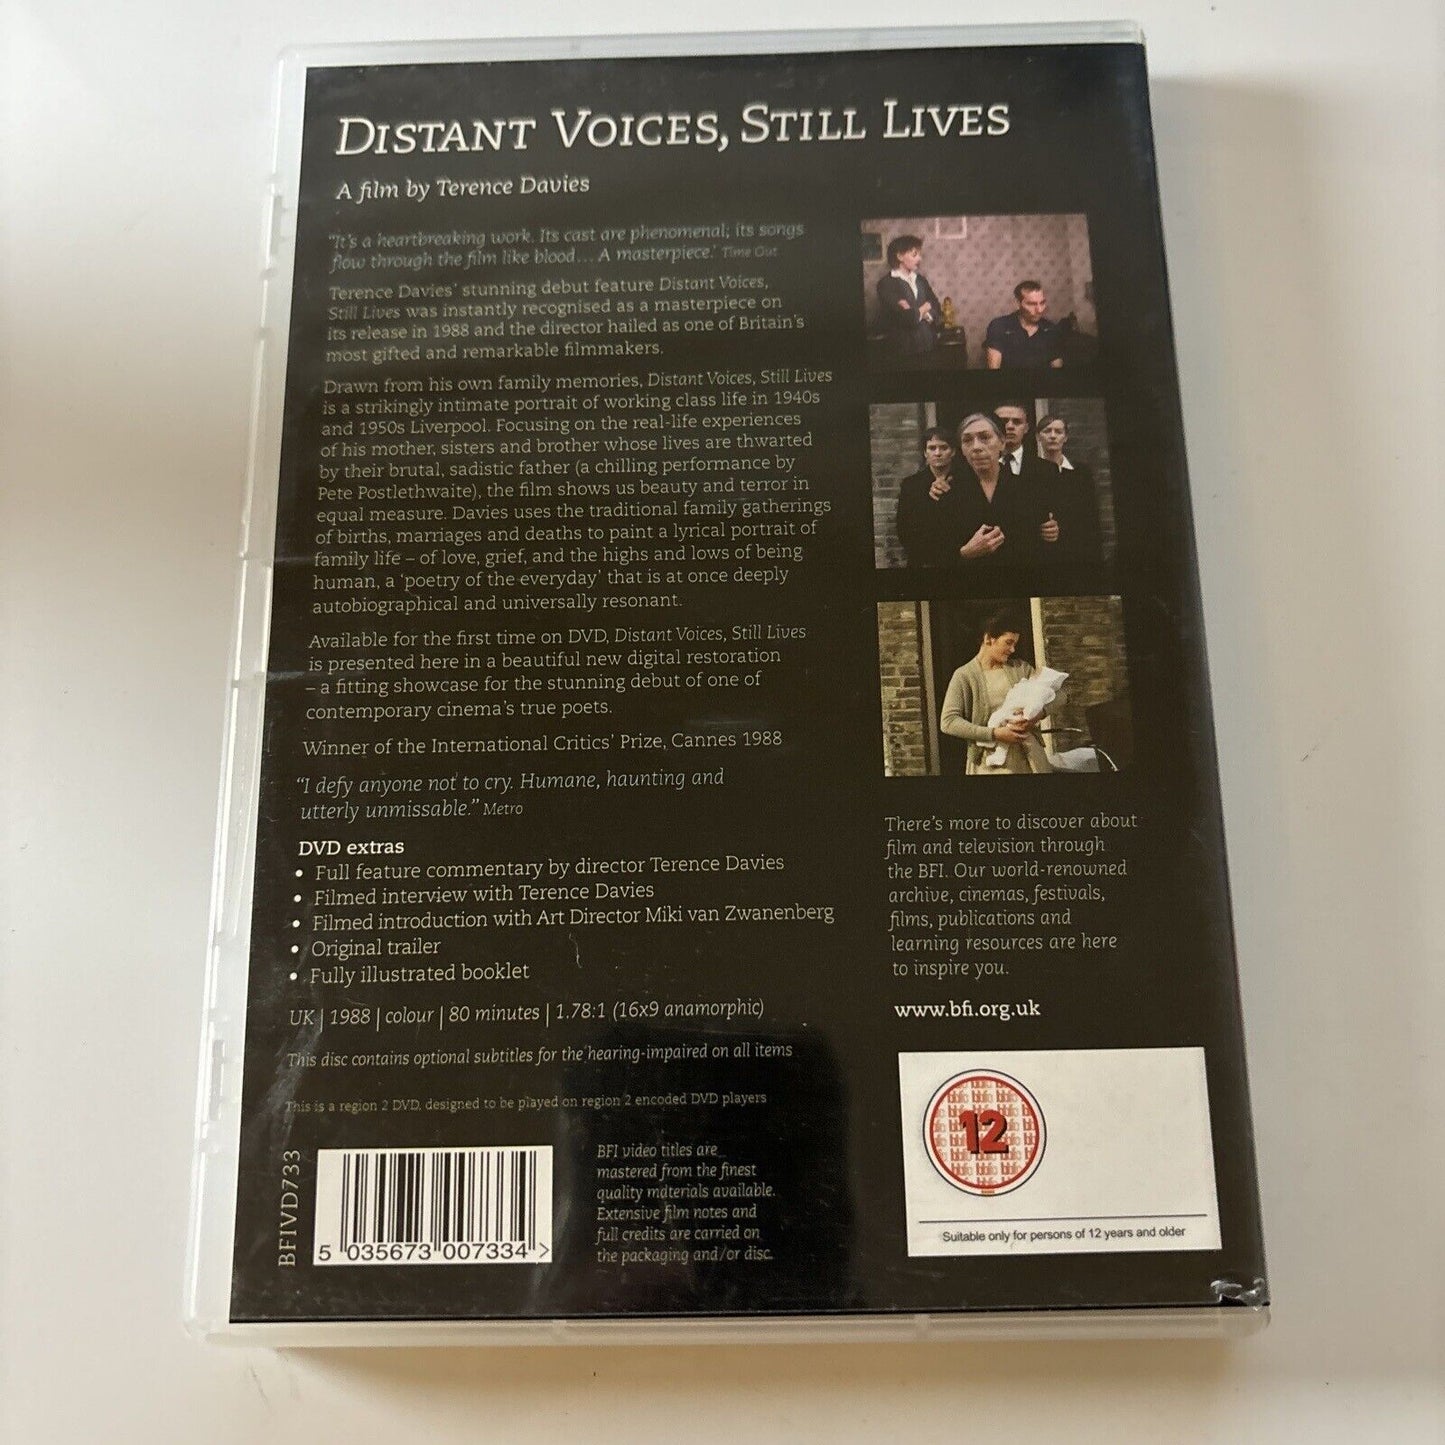 DISTANT VOICES, STILL LIVES
A film by Terence Davies
"It's a heartbreaking work. Its cast are phenomenal; its songs
flow through the film like blood... A masterpiece.' Time Out
Terence Davies' stunning debut feature Distant Voices,
Still Lives was instantly recognised as a masterpiece on
its release in 1988 and the director hailed as one of Britain's
most gifted and remarkable filmmakers.
Drawn from his own family memories, Distant Voices, Still Lives
is a strikingly intimate portrait of working class life in 1940s
and 1950s Liverpool. Focusing on the real-life experiences
of his mother, sisters and brother whose lives are thwarted
by their brutal, sadistic father (a chilling performance by
Pete Postlethwaite), the film shows us beauty and terror in
equal measure. Davies uses the traditional family gatherings
of births, marriages and deaths to paint a lyrical portrait of
family life – of love, grief, and the highs and lows of being
human, a 'poetry of the everyday' that is at once deeply
autobiographical and universally resonant.
Available for the first time on DVD, Distant Voices, Still Lives
is presented here in a beautiful new digital restoration
– a fitting showcase for the stunning debut of one of
contemporary cinema's true poets.
Winner of the International Critics' Prize, Cannes 1988
"I defy anyone not to cry. Humane, haunting and
utterly unmissable." Metro
DVD extras
• Full feature commentary by director Terence Davies
• Filmed interview with Terence Davies
• Filmed introduction with Art Director Miki van Zwanenberg
• Original trailer
• Fully illustrated booklet
UK | 1988 | colour | 80 minutes | 1.78:1 (16x9 anamorphic)
This disc contains optional subtitles for the hearing-impaired on all items
This is a region 2 DVD, designed to be played on region 2 encoded DVD players
BFIVD733
5 035673 007334 >
BFI video titles are
mastered from the finest
quality materials available.
Extensive film notes and
full credits are carried on
the packaging and/or disc.
There's more to discover about
film and television through
the BFI. Our world-renowned
archive, cinemas, festivals,
films, publications and
learning resources are here
to inspire you.
www.bfi.org.uk
12
Suitable only for persons of 12 years and older